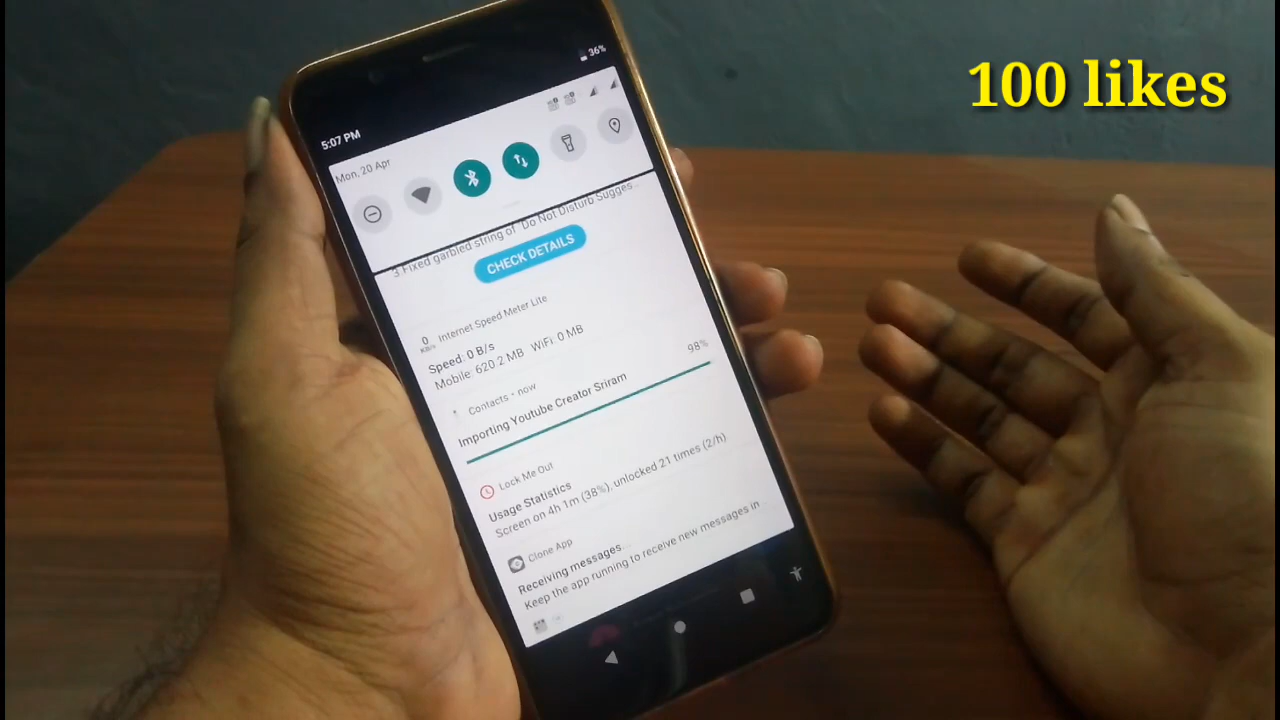 100 likes
36%
5:07 PM
Mon, 20 Apr
3 Fixed garbled string of "Do Not Disturb Sugges...
CHECK DETAILS
0 KB/s Internet Speed Meter Lite
Speed: 0 B/s
Mobile: 620.2 MB WiFi: 0 MB
Contacts • now
98%
Importing Youtube Creator Sriram
Lock Me Out
Usage Statistics
Screen on 4h 1m (38%), unlocked 21 times (2/h)
Clone App
Receiving messages...
Keep the app running to receive new messages in